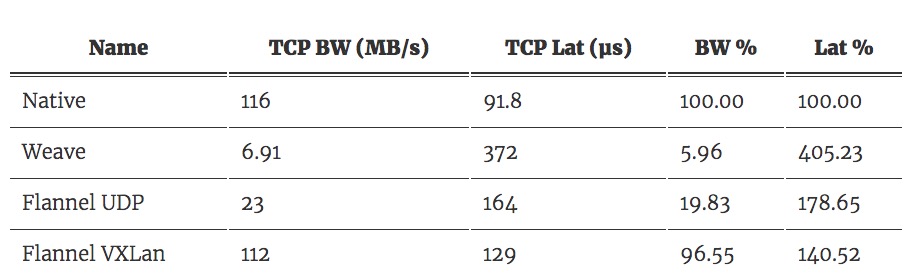 Name TCP BW (MB/s) TCP Lat (µs) BW % Lat %
Native 116 91.8 100.00 100.00
Weave 6.91 372 5.96 405.23
Flannel UDP 23 164 19.83 178.65
Flannel VXLan 112 129 96.55 140.52